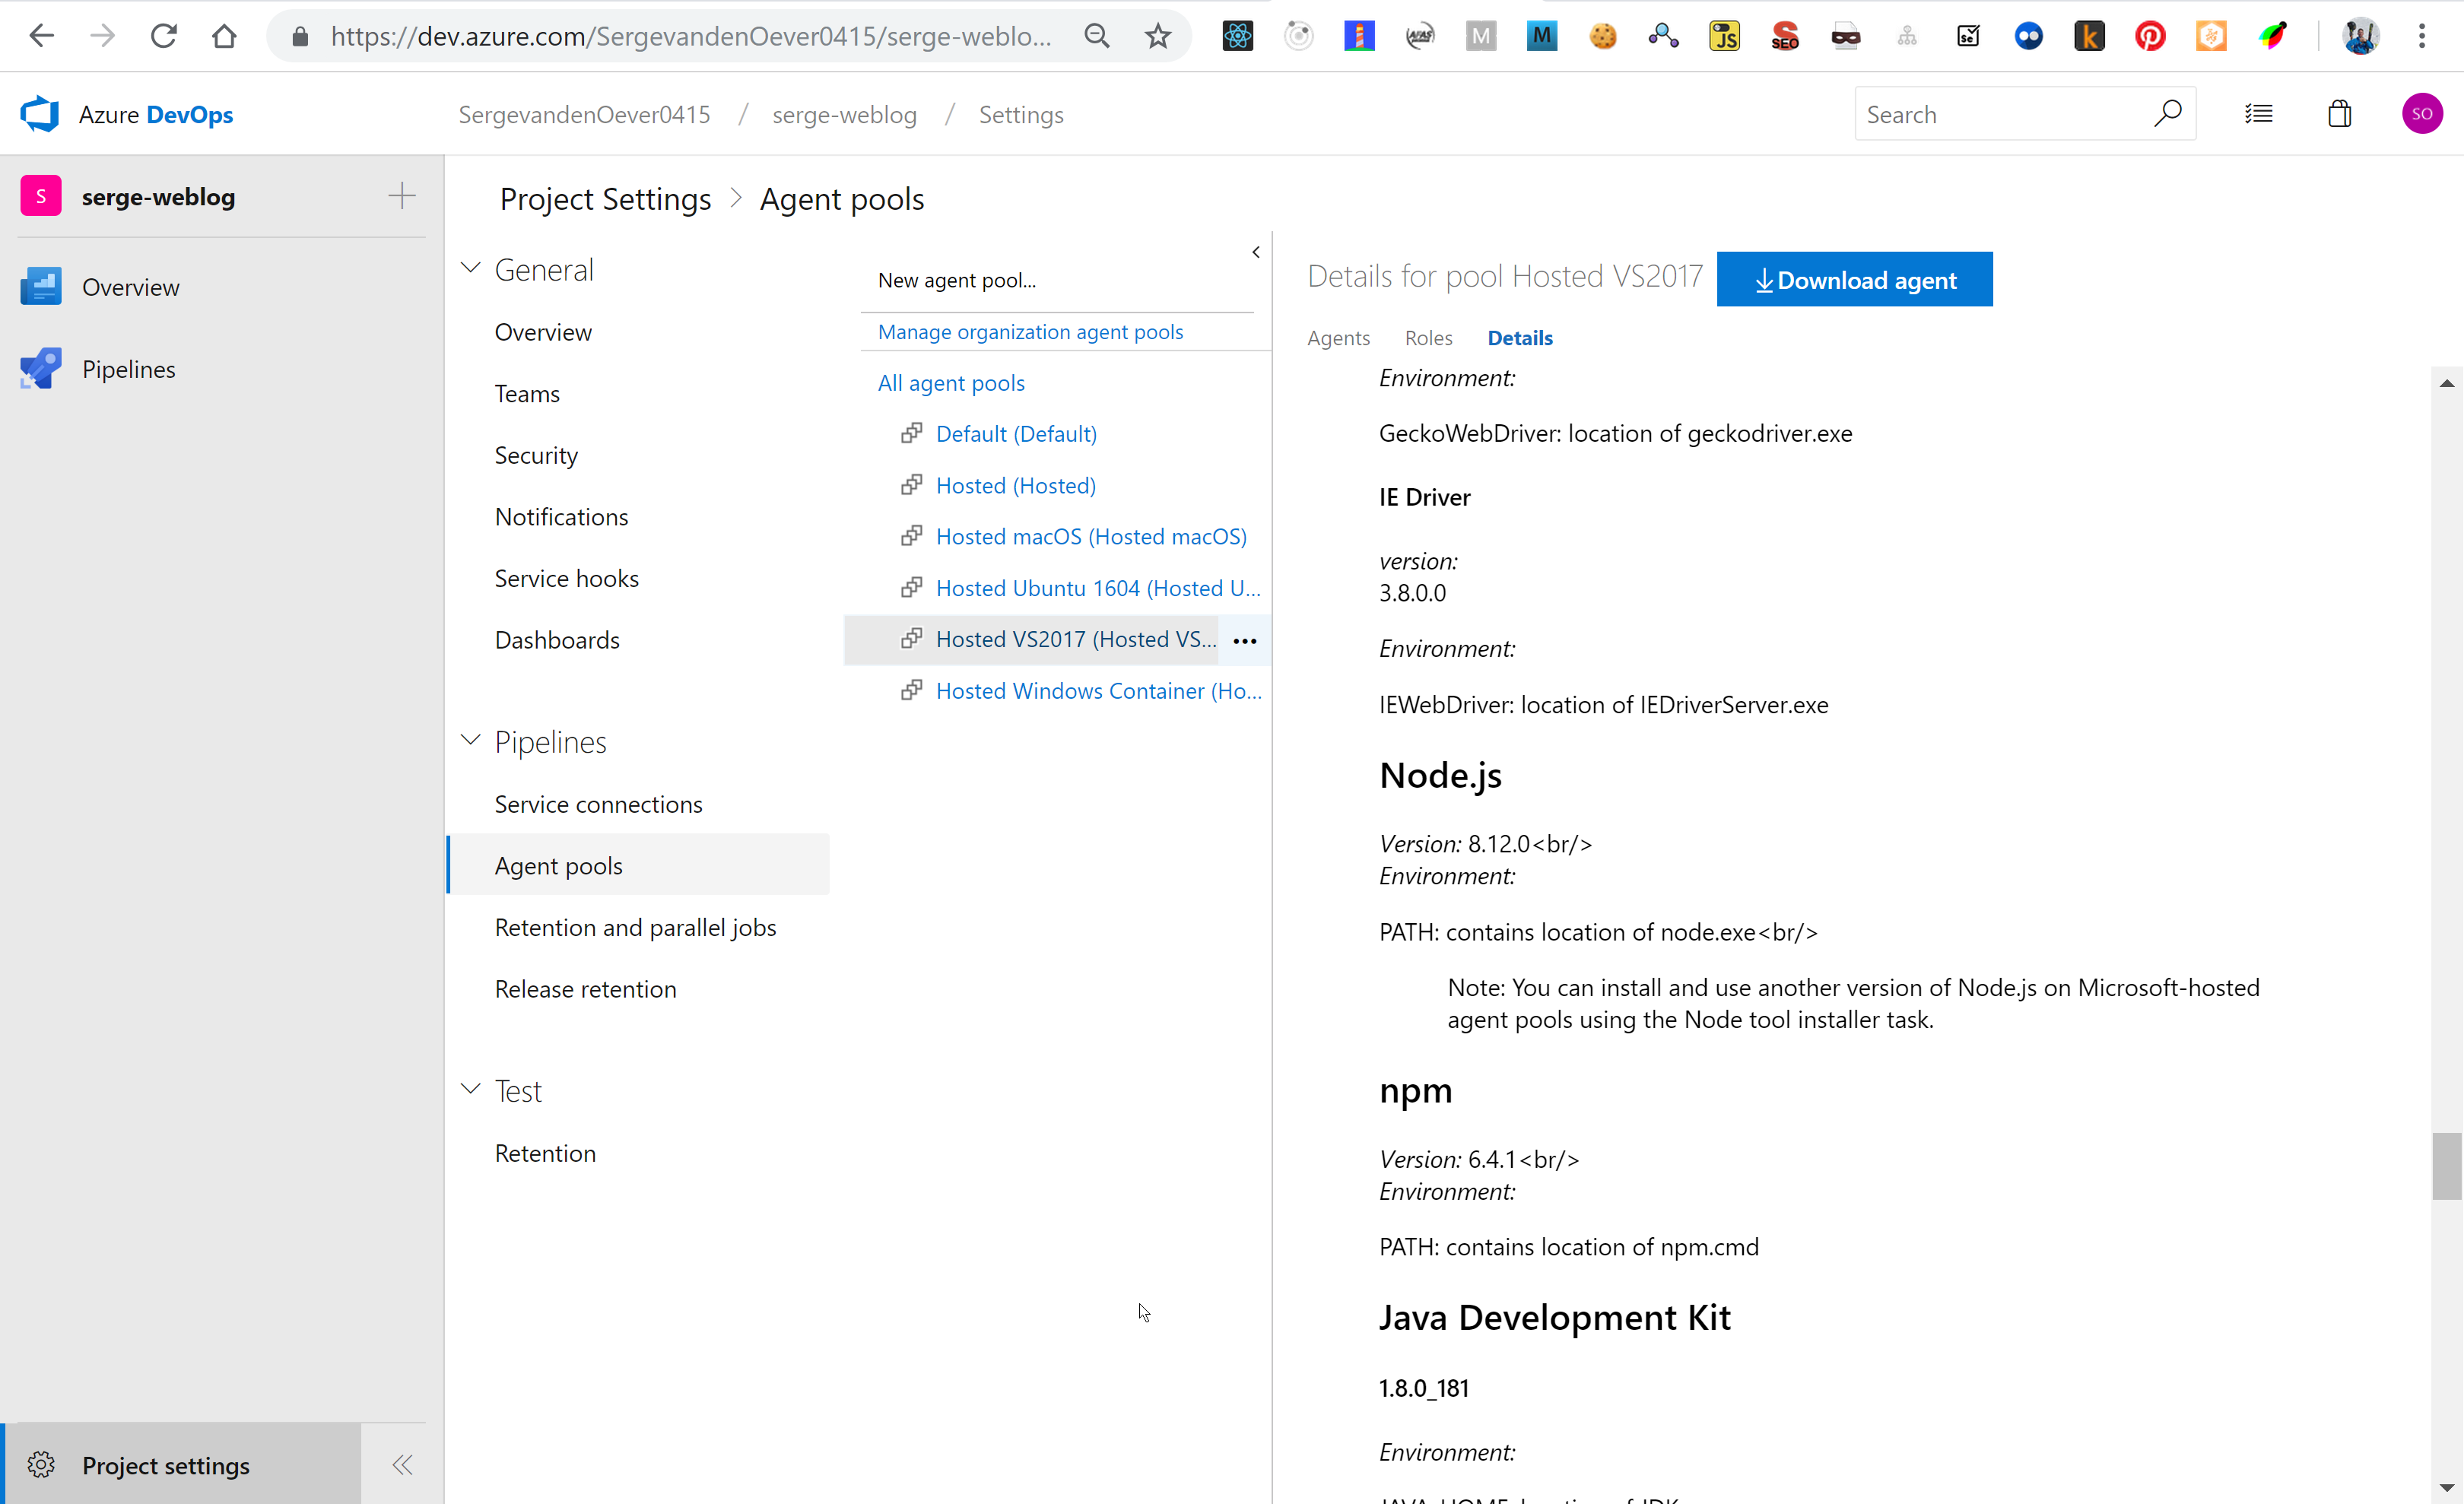 https://dev.azure.com/SergevandenOever0415/serge-weblo...
AFAS
M
M
JS
SEO
se
k
Azure DevOps
SergevandenOever0415 / serge-weblog / Settings
Search
SO
S
serge-weblog
Overview
Pipelines
Project settings
Project Settings > Agent pools
General
Overview
Teams
Security
Notifications
Service hooks
Dashboards
Pipelines
Service connections
Agent pools
Retention and parallel jobs
Release retention
Test
Retention
New agent pool...
Manage organization agent pools
All agent pools
Default (Default)
Hosted (Hosted)
Hosted macOS (Hosted macOS)
Hosted Ubuntu 1604 (Hosted U...
Hosted VS2017 (Hosted VS...
Hosted Windows Container (Ho...
Details for pool Hosted VS2017
Download agent
Agents
Roles
Details
Environment:
GeckoWebDriver: location of geckodriver.exe
IE Driver
version:
3.8.0.0
Environment:
IEWebDriver: location of IEDriverServer.exe
Node.js
Version: 8.12.0<br/>
Environment:
PATH: contains location of node.exe<br/>
Note: You can install and use another version of Node.js on Microsoft-hosted
agent pools using the Node tool installer task.
npm
Version: 6.4.1<br/>
Environment:
PATH: contains location of npm.cmd
Java Development Kit
1.8.0_181
Environment:
JAVA_HOME: location of JDK